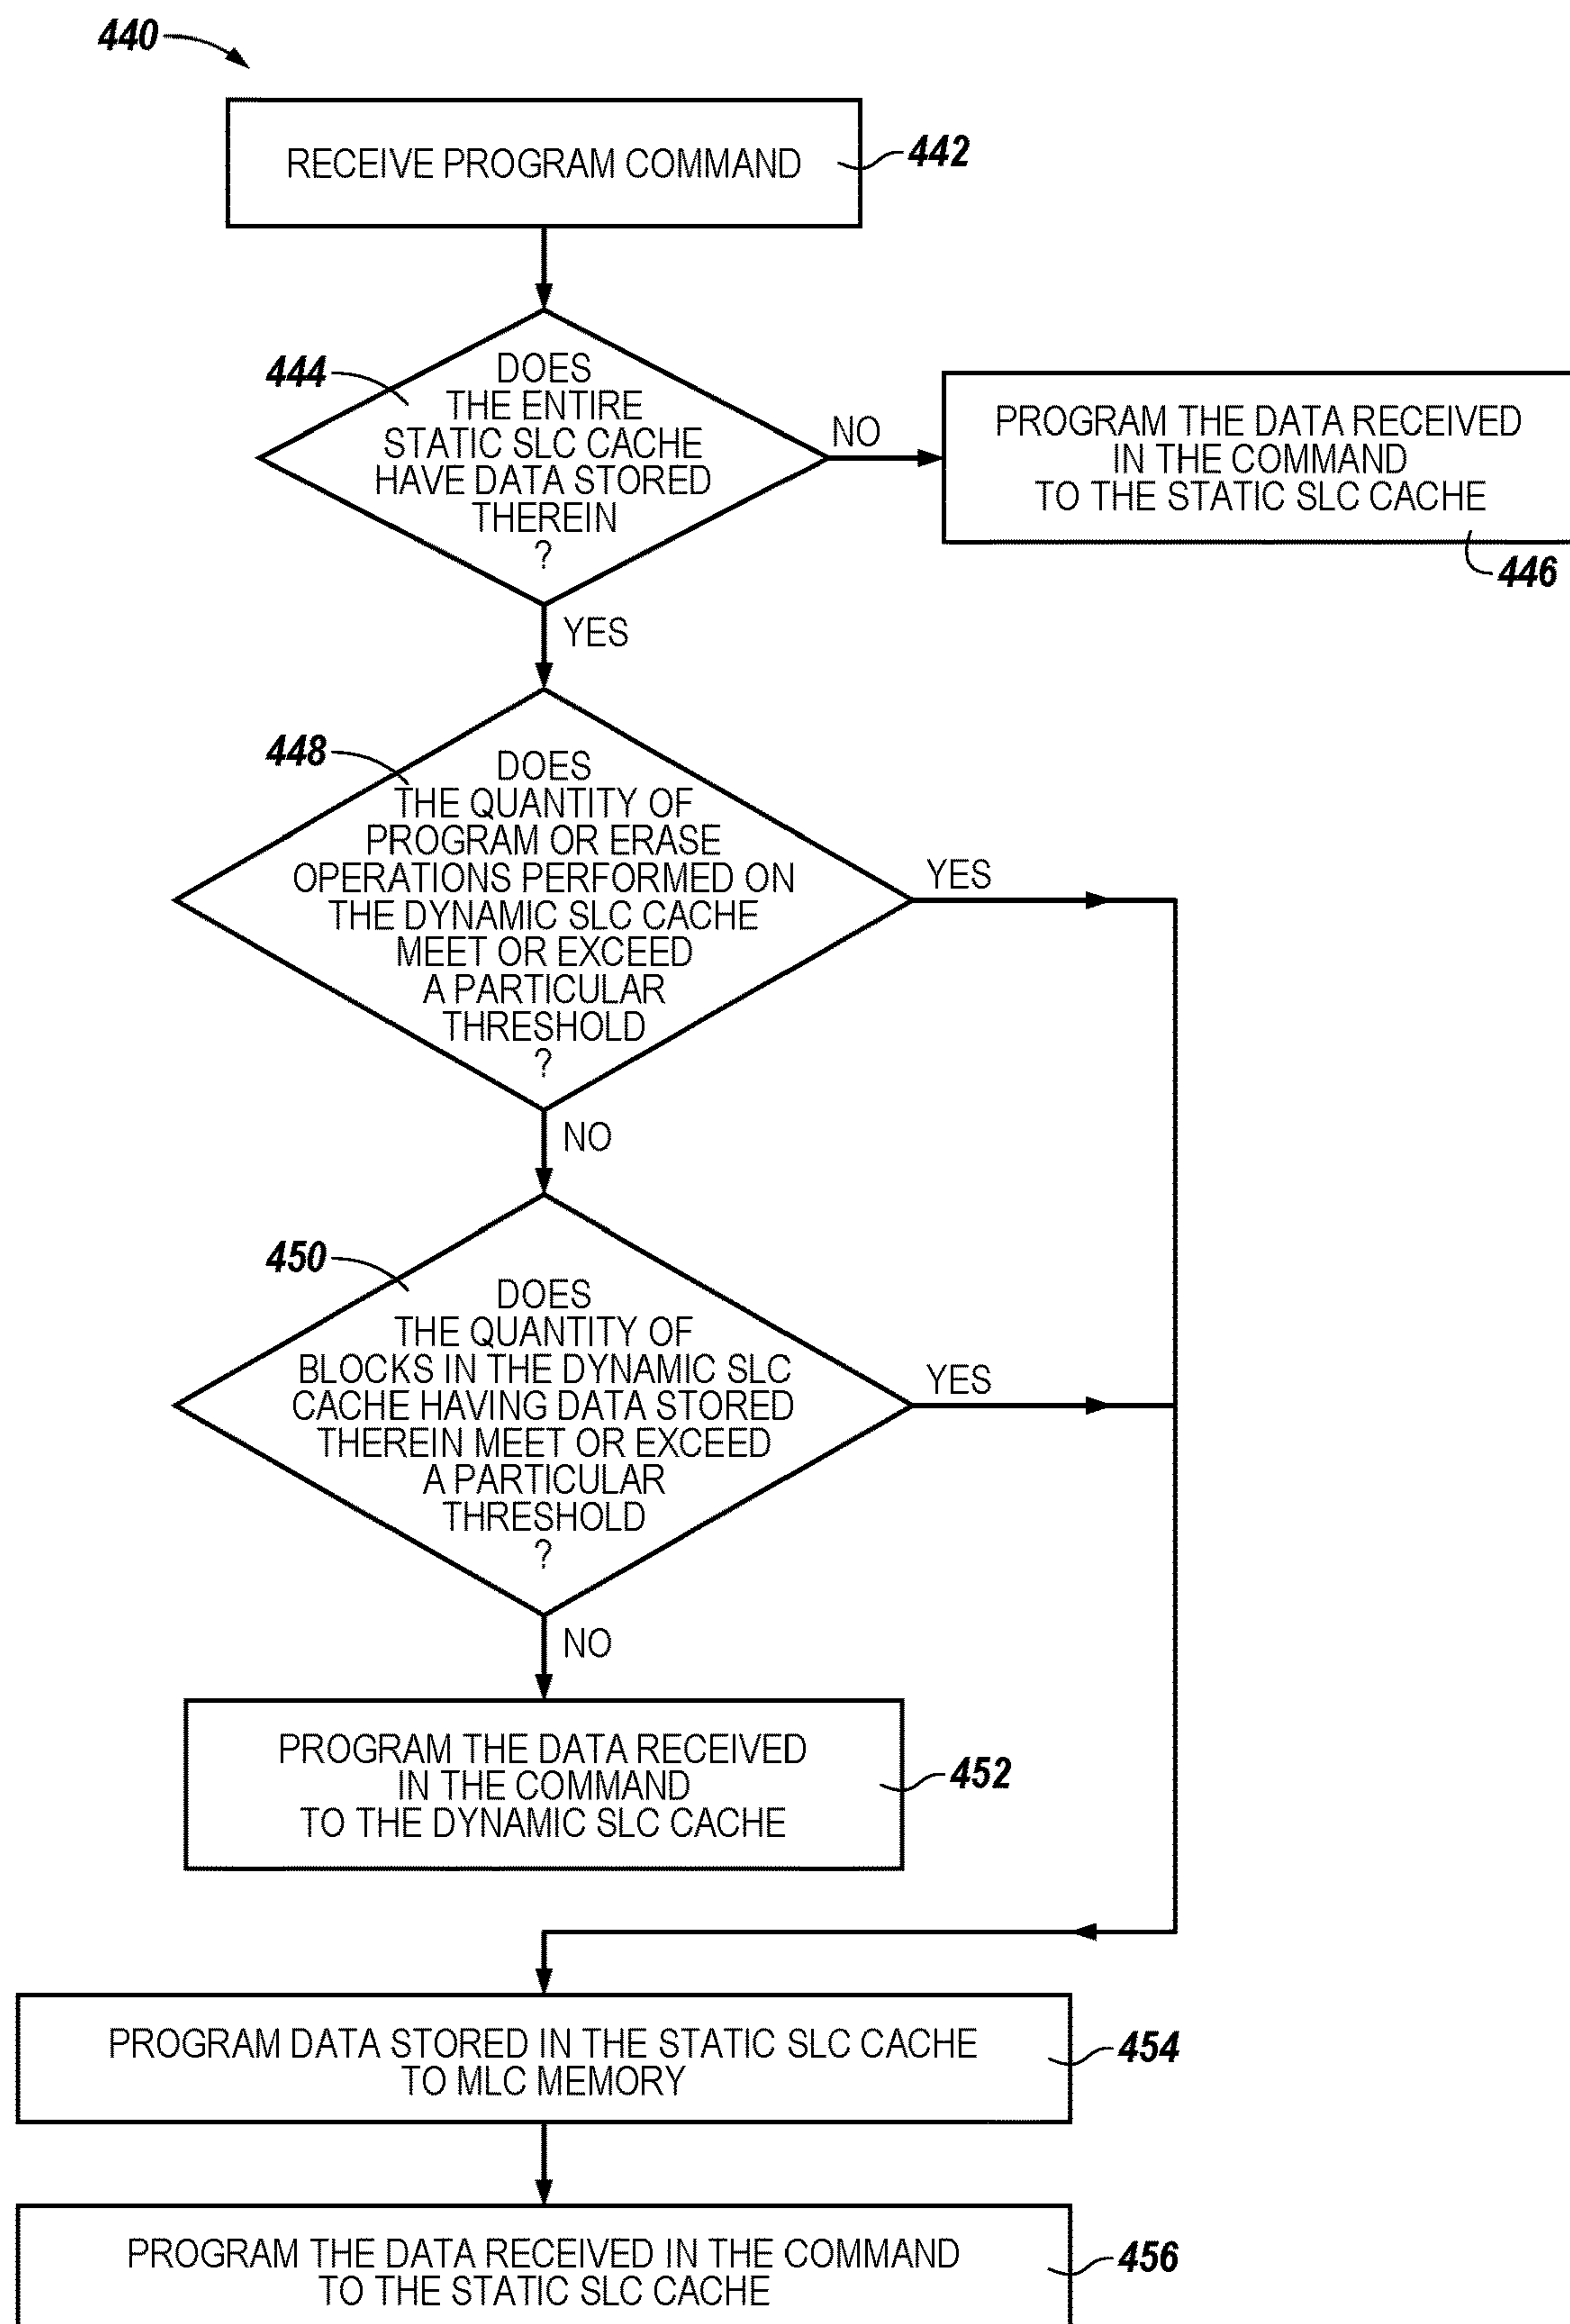 440
RECEIVE PROGRAM COMMAND
442
444
DOES
THE ENTIRE
STATIC SLC CACHE
HAVE DATA STORED
THEREIN
?
NO
PROGRAM THE DATA RECEIVED
IN THE COMMAND
TO THE STATIC SLC CACHE
446
YES
448
DOES
THE QUANTITY OF
PROGRAM OR ERASE
OPERATIONS PERFORMED ON
THE DYNAMIC SLC CACHE
MEET OR EXCEED
A PARTICULAR
THRESHOLD
?
YES
NO
450
DOES
THE QUANTITY OF
BLOCKS IN THE DYNAMIC SLC
CACHE HAVING DATA STORED
THEREIN MEET OR EXCEED
A PARTICULAR
THRESHOLD
?
YES
NO
PROGRAM THE DATA RECEIVED
IN THE COMMAND
TO THE DYNAMIC SLC CACHE
452
PROGRAM DATA STORED IN THE STATIC SLC CACHE
TO MLC MEMORY
454
PROGRAM THE DATA RECEIVED IN THE COMMAND
TO THE STATIC SLC CACHE
456